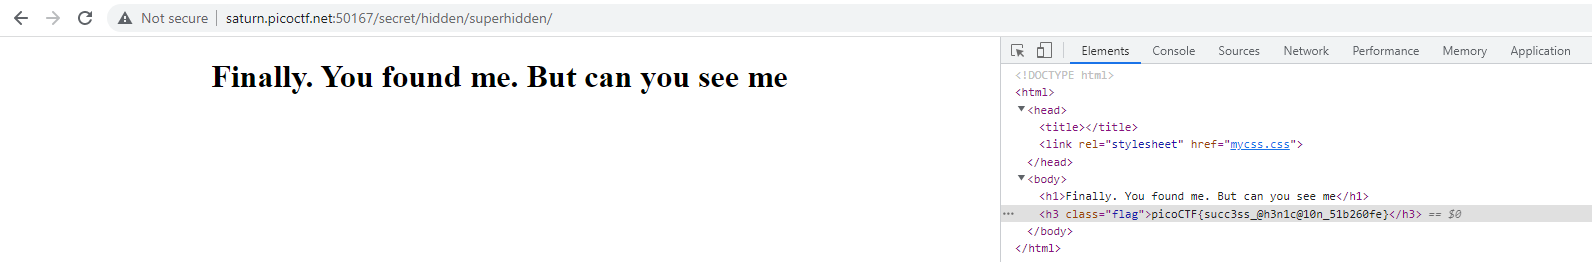 Not secure | saturn.picoctf.net:50167/secret/hidden/superhidden/
Finally. You found me. But can you see me
Elements Console Sources Network Performance Memory Application
<!DOCTYPE html>
<html>
<head>
<title></title>
<link rel="stylesheet" href="mycss.css">
</head>
<body>
<h1>Finally. You found me. But can you see me</h1>
<h3 class="flag">picoCTF{succ3ss_@h3n1c@10n_51b260fe}</h3> == $0
</body>
</html>